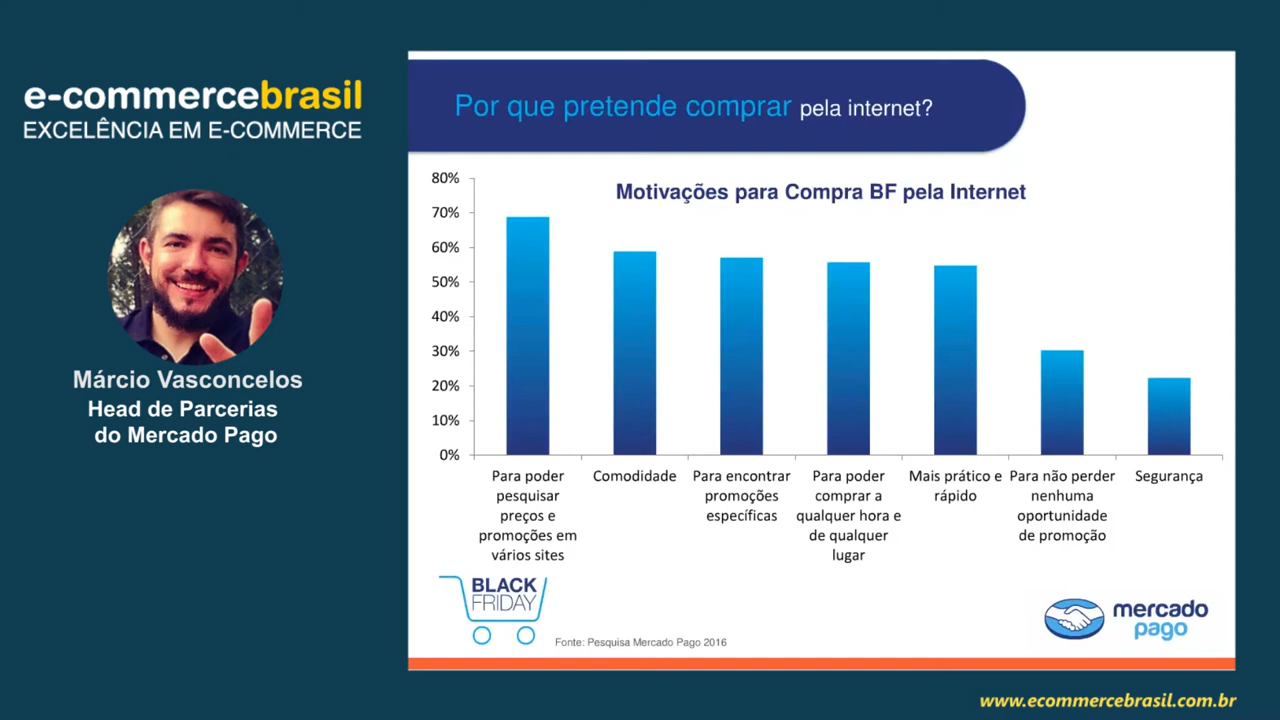 e-commercebrasil
EXCELÊNCIA EM E-COMMERCE
Márcio Vasconcelos
Head de Parcerias
do Mercado Pago
Por que pretende comprar pela internet?
Motivações para Compra BF pela Internet
80%
70%
60%
50%
40%
30%
20%
10%
0%
Para poder
pesquisar
preços e
promoções em
vários sites
Comodidade
Para encontrar
promoções
específicas
Para poder
comprar a
qualquer hora e
de qualquer
lugar
Mais prático e
rápido
Para não perder
nenhuma
oportunidade
de promoção
Segurança
BLACK
FRIDAY
Fonte: Pesquisa Mercado Pago 2016
mercado
pago
www.ecommercebrasil.com.br